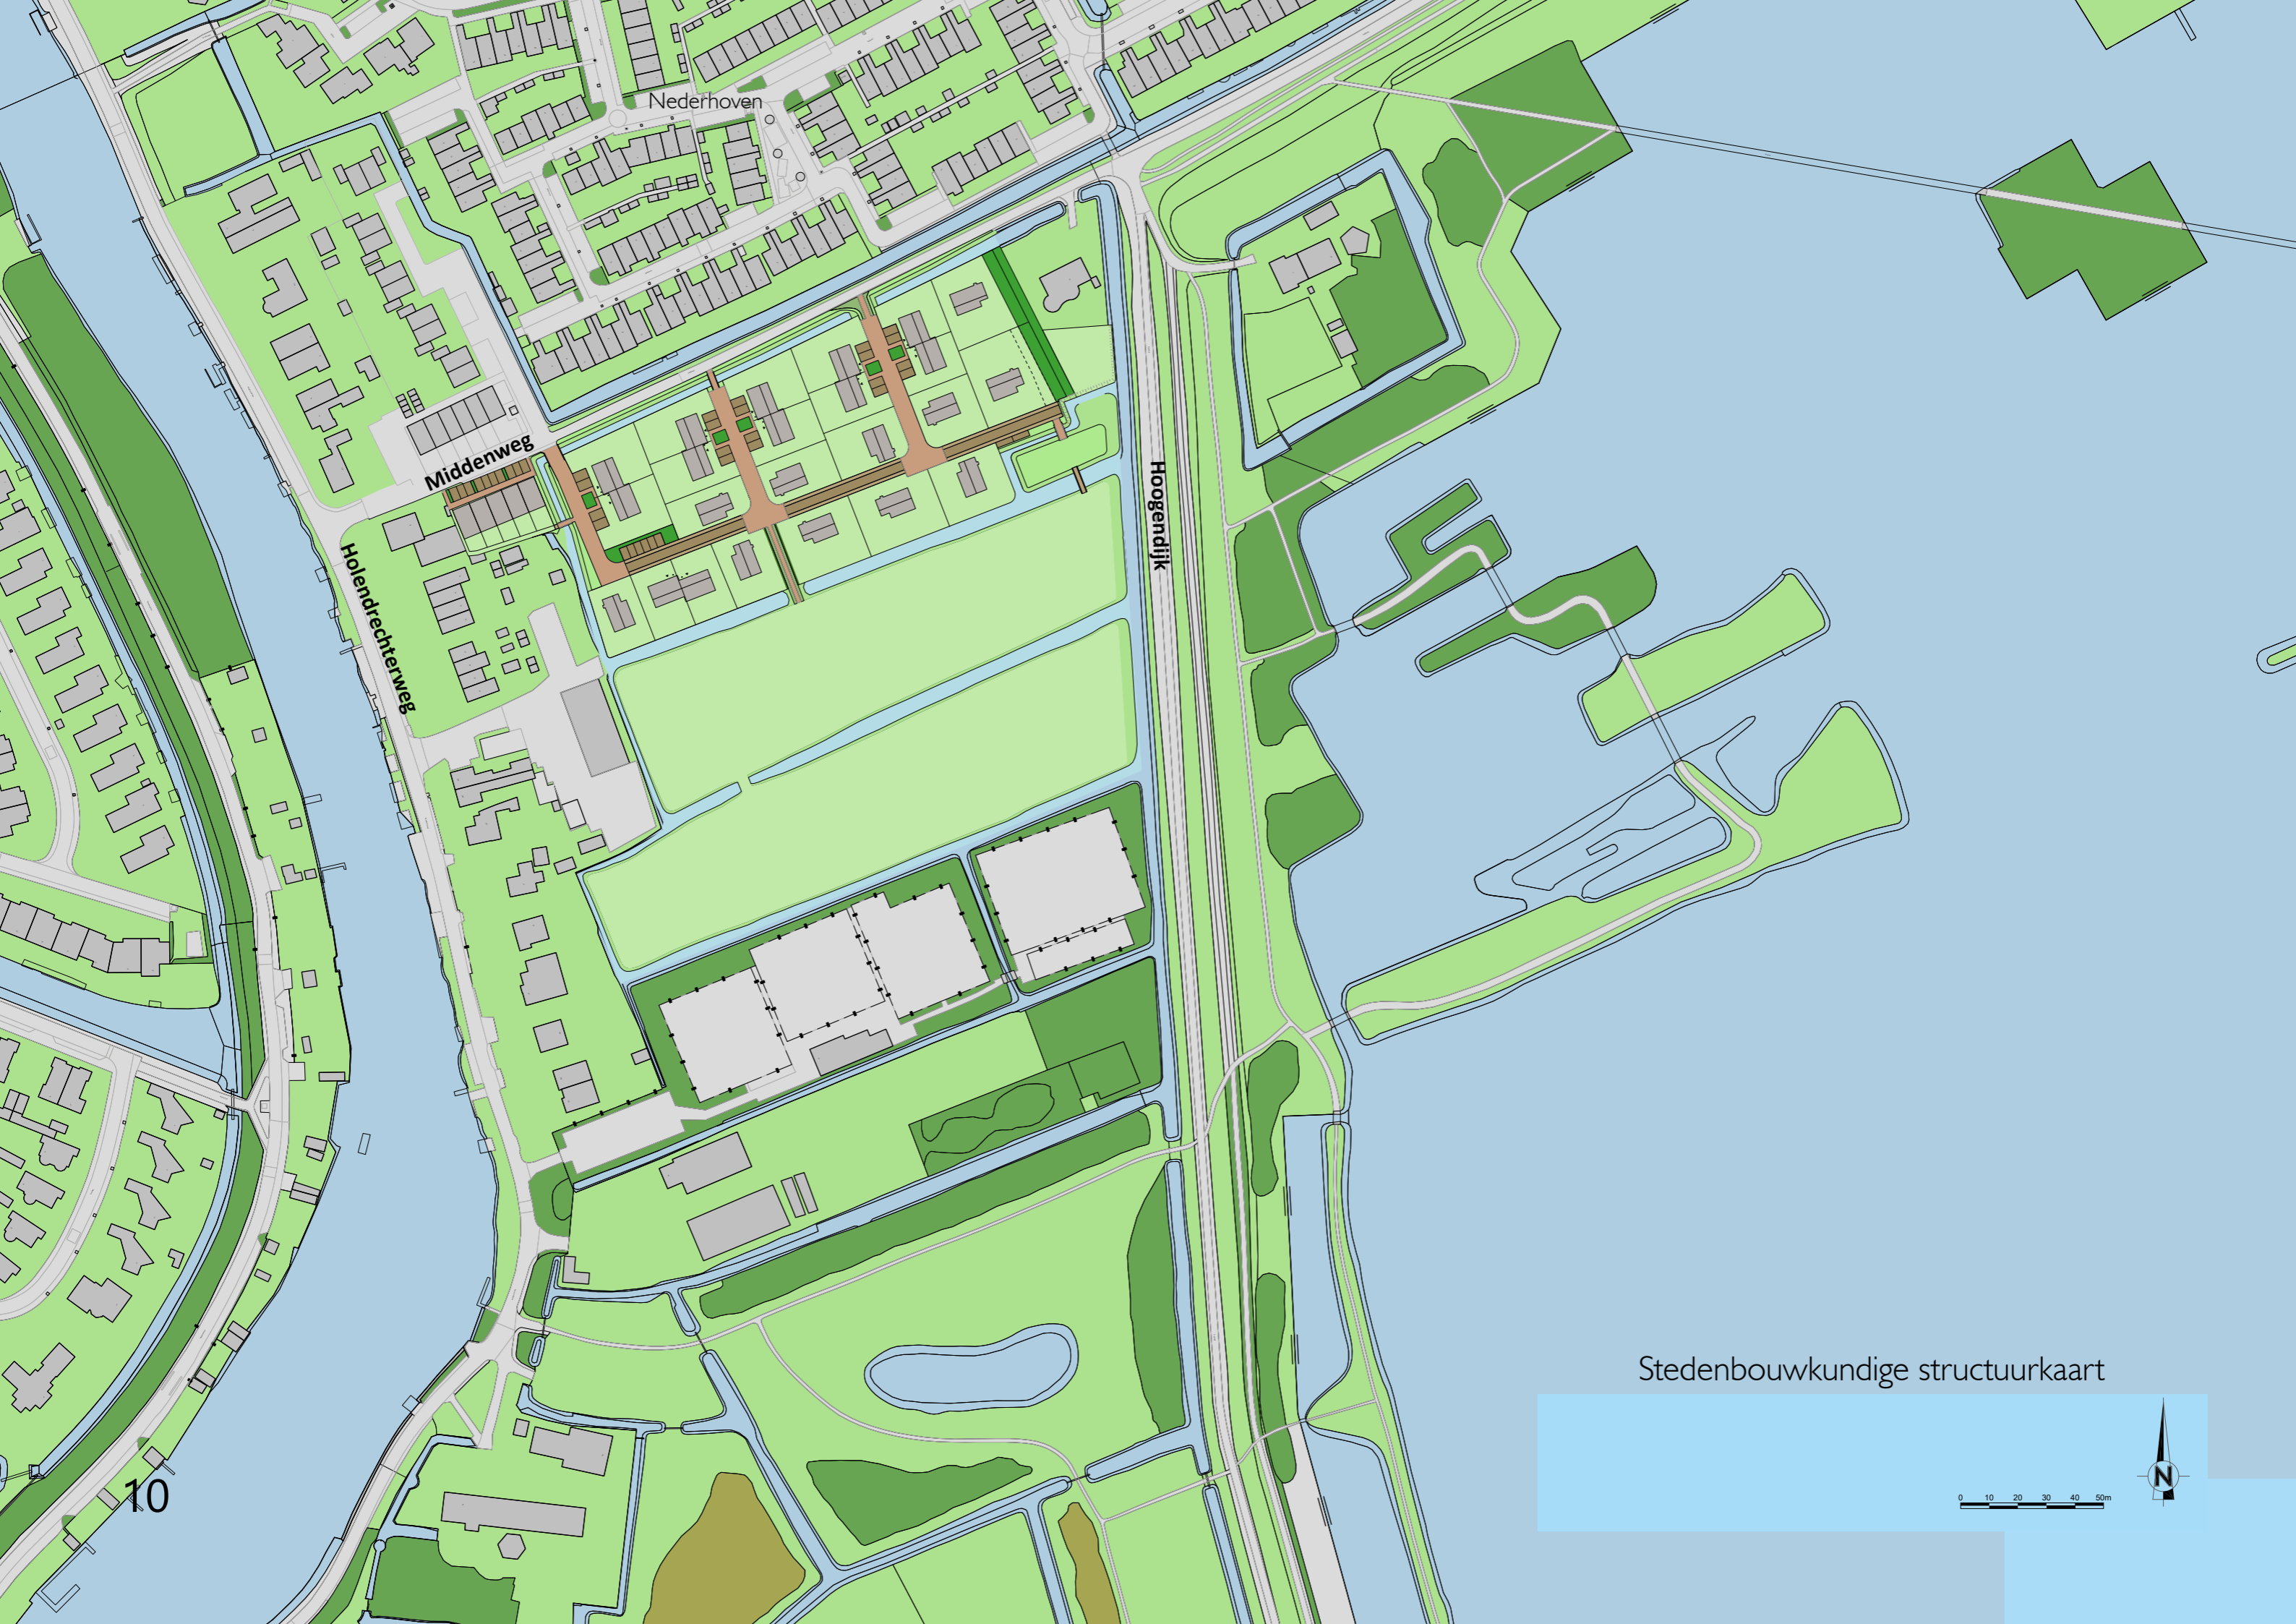 Nederhoven
Middenweg
Hoogendijk
Holendrechterweg
Stedenbouwkundige structuurkaart
N
0 10 20 30 40 50m
10